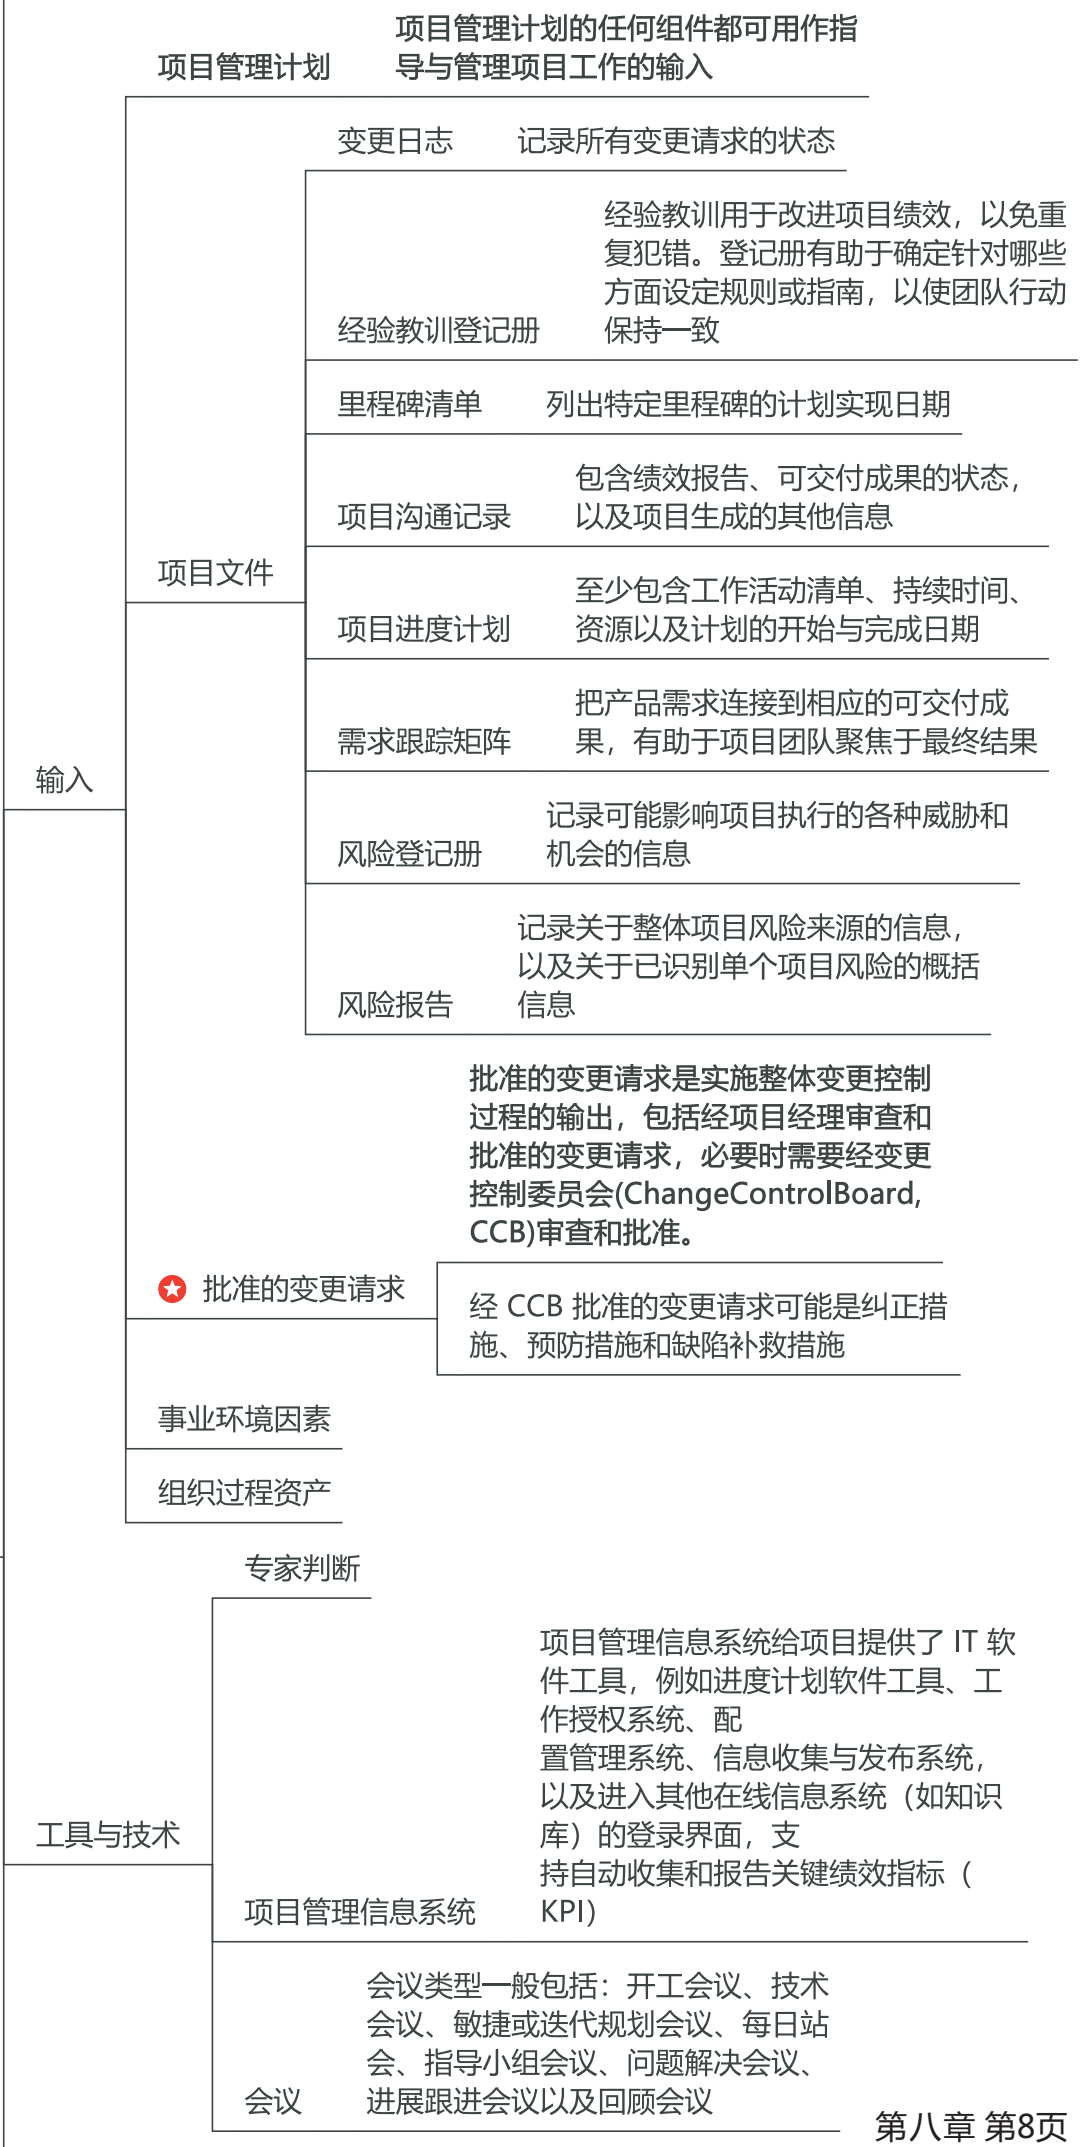 项目管理计划的任何组件都可用作指
导与管理项目工作的输入
项目管理计划
变更日志
记录所有变更请求的状态
经验教训用于改进项目绩效，以免重
复犯错。登记册有助于确定针对哪些
方面设定规则或指南，以使团队行动
保持一致
经验教训登记册
里程碑清单
列出特定里程碑的计划实现日期
包含绩效报告、可交付成果的状态，
以及项目生成的其他信息
项目沟通记录
项目文件
至少包含工作活动清单、持续时间、
资源以及计划的开始与完成日期
项目进度计划
把产品需求连接到相应的可交付成
果，有助于项目团队聚焦于最终结果
需求跟踪矩阵
输入
记录可能影响项目执行的各种威胁和
机会的信息
风险登记册
记录关于整体项目风险来源的信息，
以及关于已识别单个项目风险的概括
信息
风险报告
批准的变更请求是实施整体变更控制
过程的输出，包括经项目经理审查和
批准的变更请求，必要时需要经变更
控制委员会(ChangeControlBoard,
CCB)审查和批准。
批准的变更请求
经 CCB 批准的变更请求可能是纠正措
施、预防措施和缺陷补救措施
事业环境因素
组织过程资产
专家判断
项目管理信息系统给项目提供了 IT 软
件工具，例如进度计划软件工具、工
作授权系统、配
置管理系统、信息收集与发布系统，
以及进入其他在线信息系统（如知识
库）的登录界面，支
持自动收集和报告关键绩效指标（
KPI）
工具与技术
项目管理信息系统
会议类型一般包括：开工会议、技术
会议、敏捷或迭代规划会议、每日站
会、指导小组会议、问题解决会议、
进展跟进会议以及回顾会议
会议
第八章 第8页